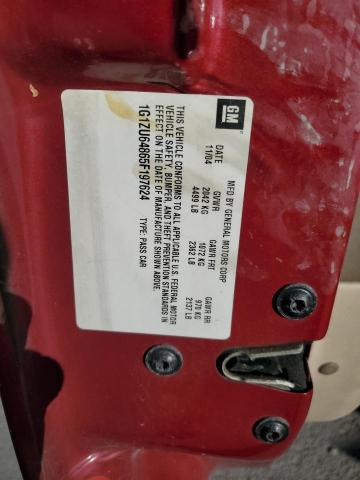 GM
MFD BY GENERAL MOTORS CORP
DATE GVWR GAWR FRT GAWR RR
11/04 2042 KG 1072 KG 970 KG
4499 LB 2362 LB 2137 LB
THIS VEHICLE CONFORMS TO ALL APPLICABLE U.S. FEDERAL MOTOR
VEHICLE SAFETY, BUMPER, AND THEFT PREVENTION STANDARDS IN
EFFECT ON THE DATE OF MANUFACTURE SHOWN ABOVE.
1G1ZU64865F197624 TYPE: PASS CAR